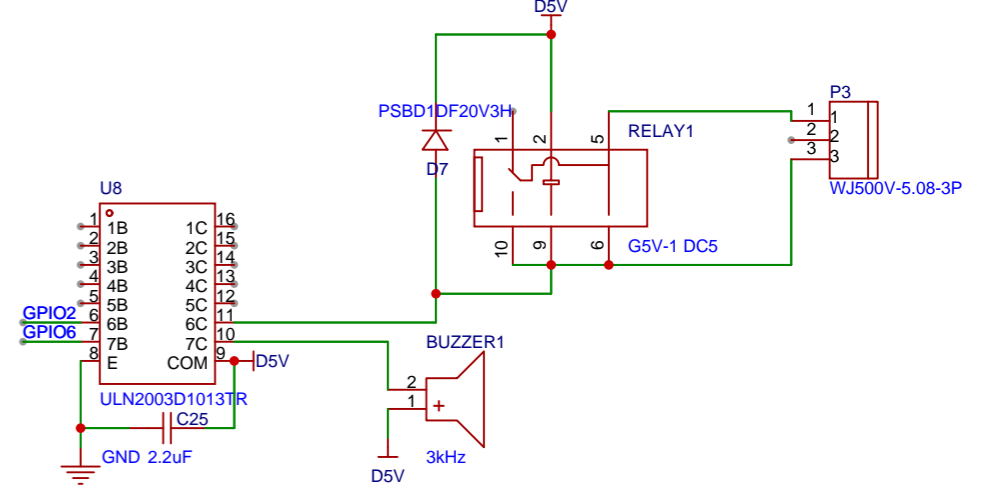 D5V
PSBD1DF20V3H
D7
1
2
5
RELAY1
10
9
6
G5V-1 DC5
P3
1
1
2
2
3
3
WJ500V-5.08-3P
U8
1 1B 1C 16
2 2B 2C 15
3 3B 3C 14
4 4B 4C 13
5 5B 5C 12
GPIO2 6 6B 6C 11
GPIO6 7 7B 7C 10
8 E COM 9 D5V
ULN2003D1013TR
C25
GND 2.2uF
BUZZER1
2
1 +
D5V
3kHz